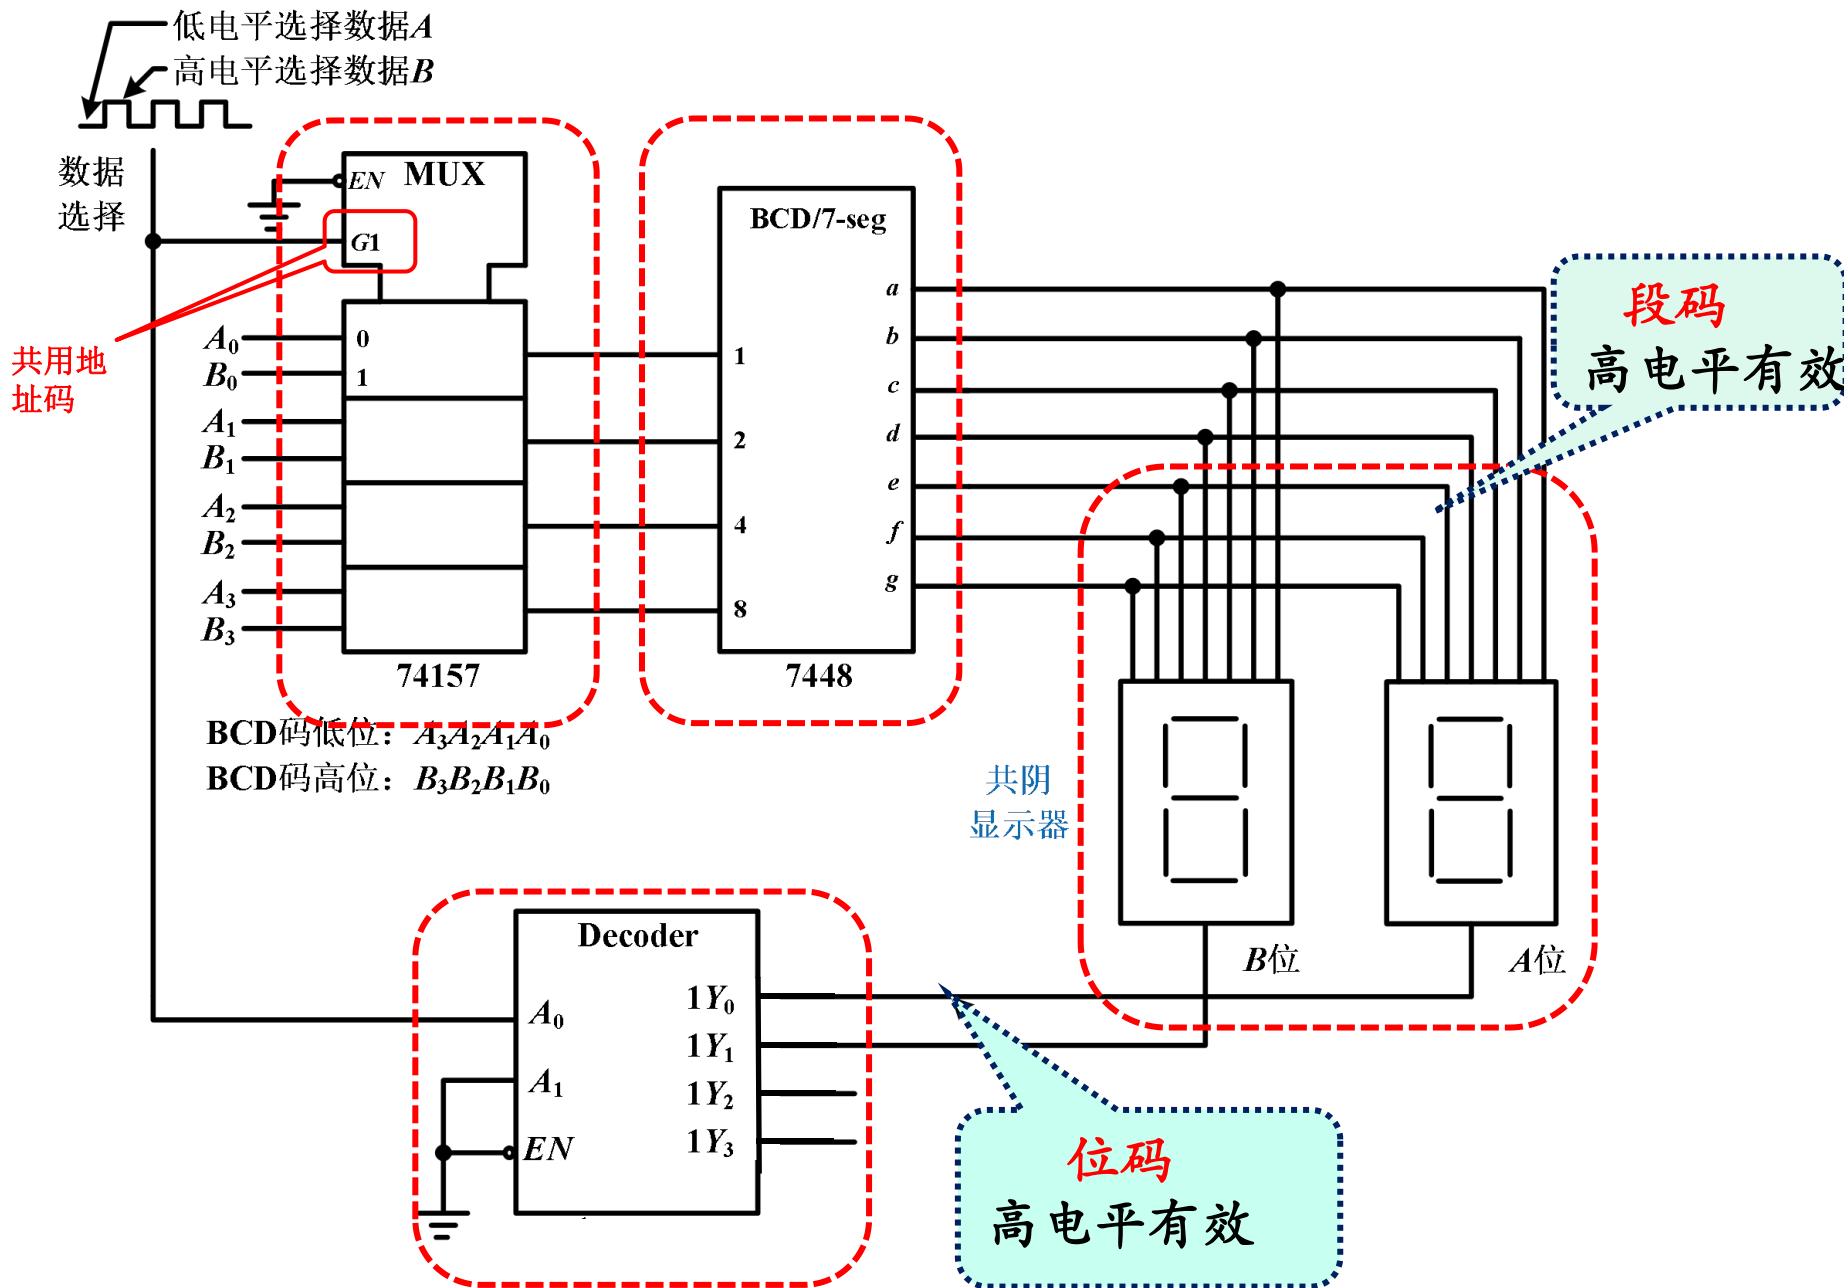 低电平选择数据A
高电平选择数据B
数据
选择
EN
MUX
G1
共用地
址码
A0
B0
A1
B1
A2
B2
A3
B3
0
1
74157
BCD/7-seg
1
2
4
8
a
b
c
d
e
f
g
7448
段码
高电平有效
BCD码低位：A3A2A1A0
BCD码高位：B3B2B1B0
共阴
显示器
B位
A位
Decoder
A0
A1
EN
1Y0
1Y1
1Y2
1Y3
位码
高电平有效